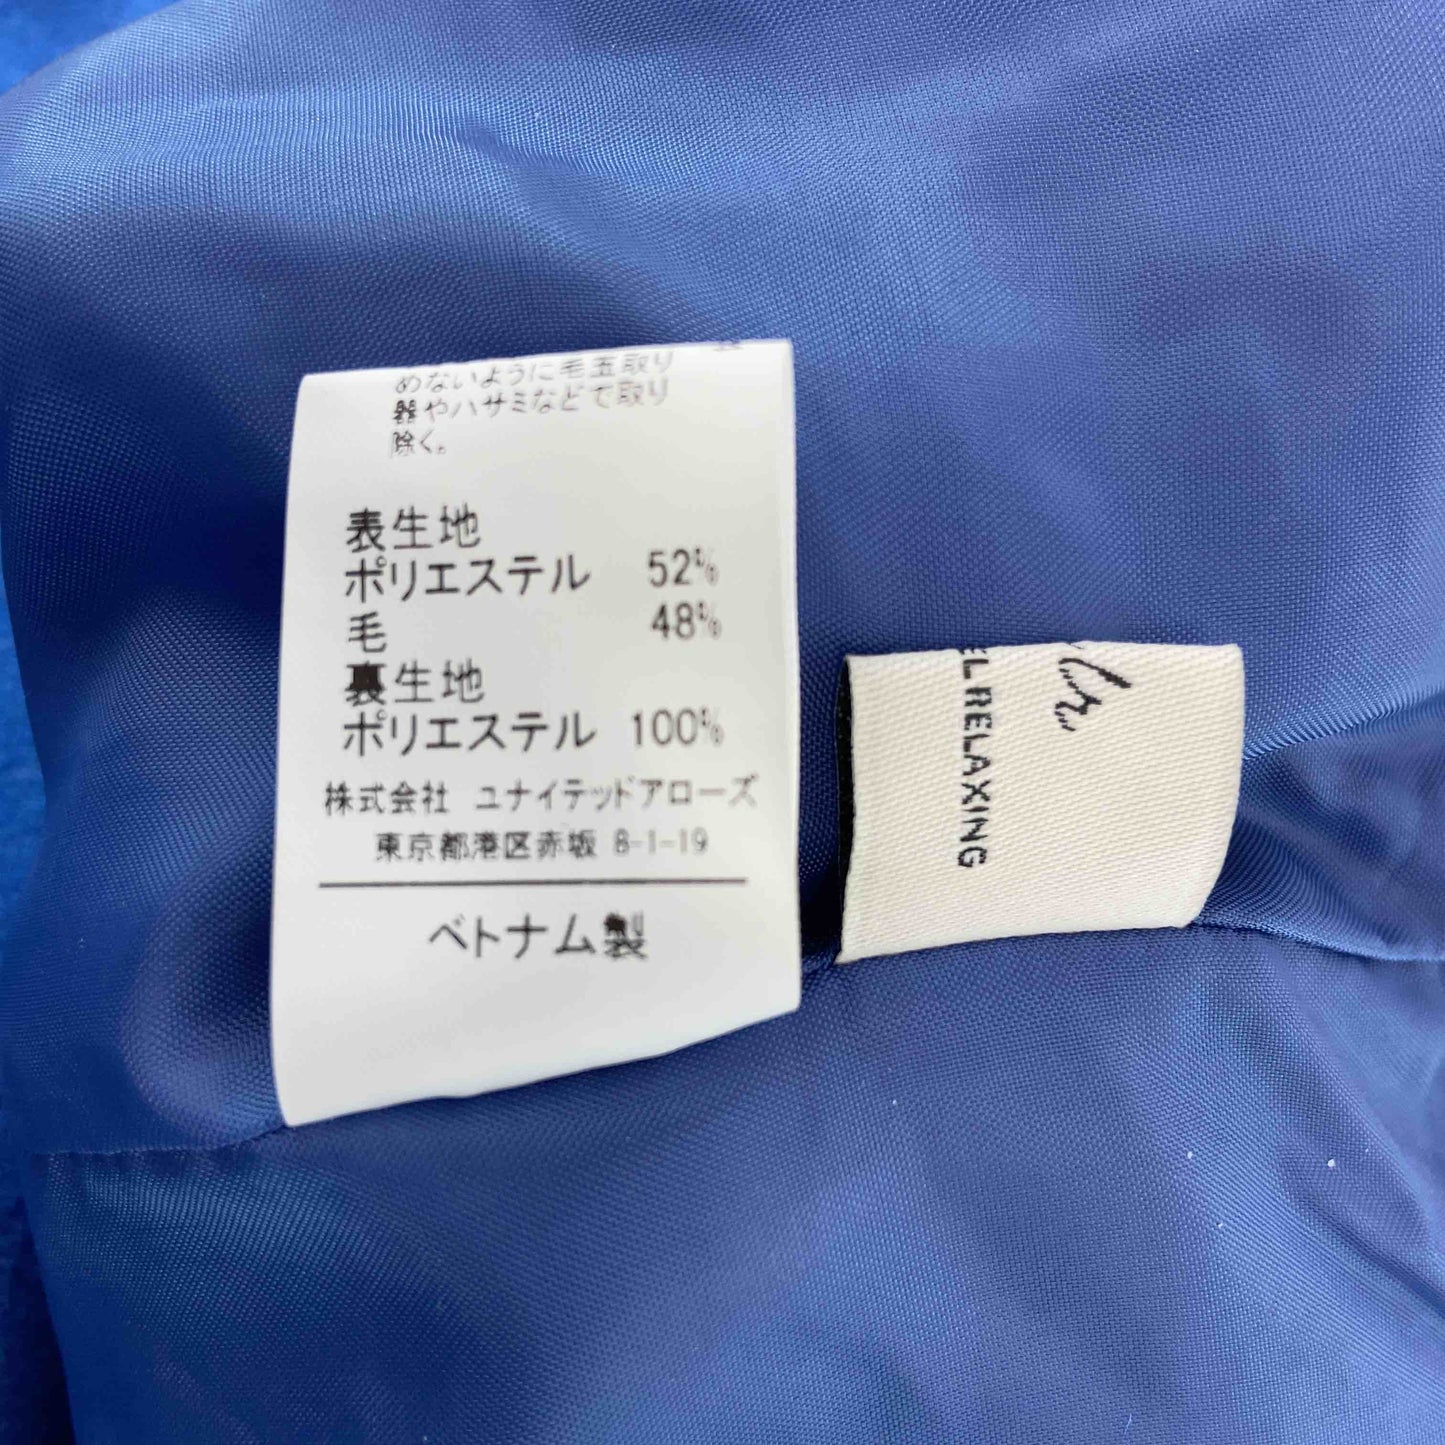 めないように毛玉取り
器やハサミなどで取り
除く。
表生地
ポリエステル 52%
毛 48%
裏生地
ポリエステル 100%
株式会社 ユナイテッドアローズ
東京都港区赤坂 8-1-19
ベトナム製
EL RELAXING